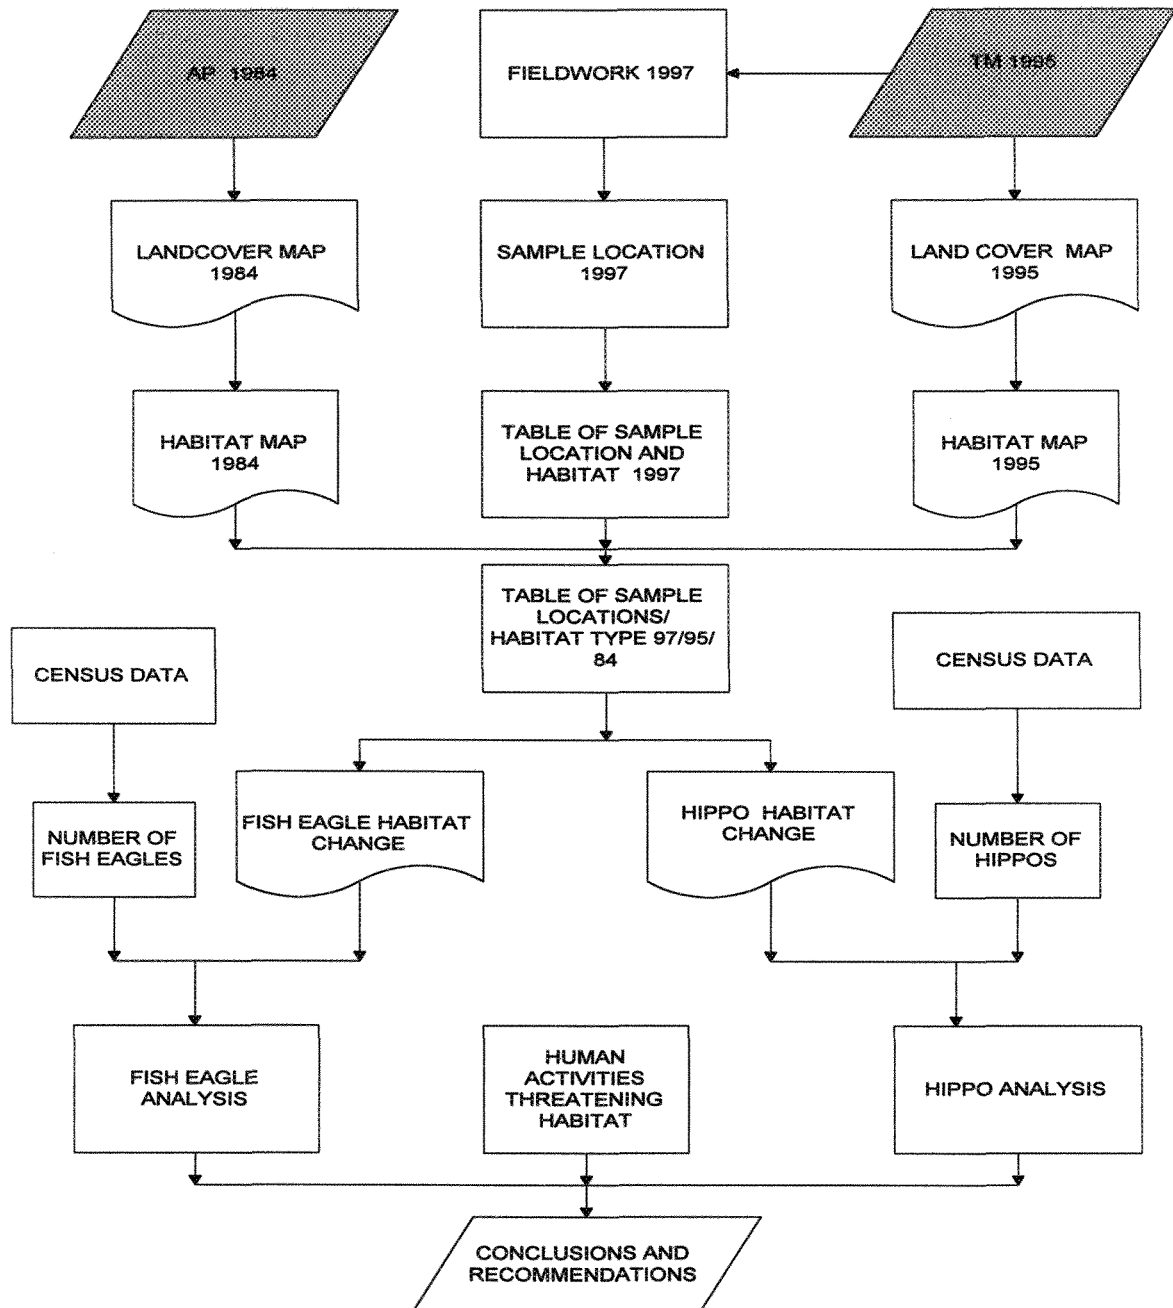 AP 1984
FIELDWORK 1997
TM 1995
LANDCOVER MAP
1984
SAMPLE LOCATION
1997
LAND COVER MAP
1995
HABITAT MAP
1984
TABLE OF SAMPLE
LOCATION AND
HABITAT 1997
HABITAT MAP
1995
TABLE OF SAMPLE
LOCATIONS/
HABITAT TYPE 97/95/
84
CENSUS DATA
CENSUS DATA
NUMBER OF
FISH EAGLES
FISH EAGLE HABITAT
CHANGE
HIPPO HABITAT
CHANGE
NUMBER OF
HIPPOS
FISH EAGLE
ANALYSIS
HUMAN
ACTIVITIES
THREATENING
HABITAT
HIPPO ANALYSIS
CONCLUSIONS AND
RECOMMENDATIONS